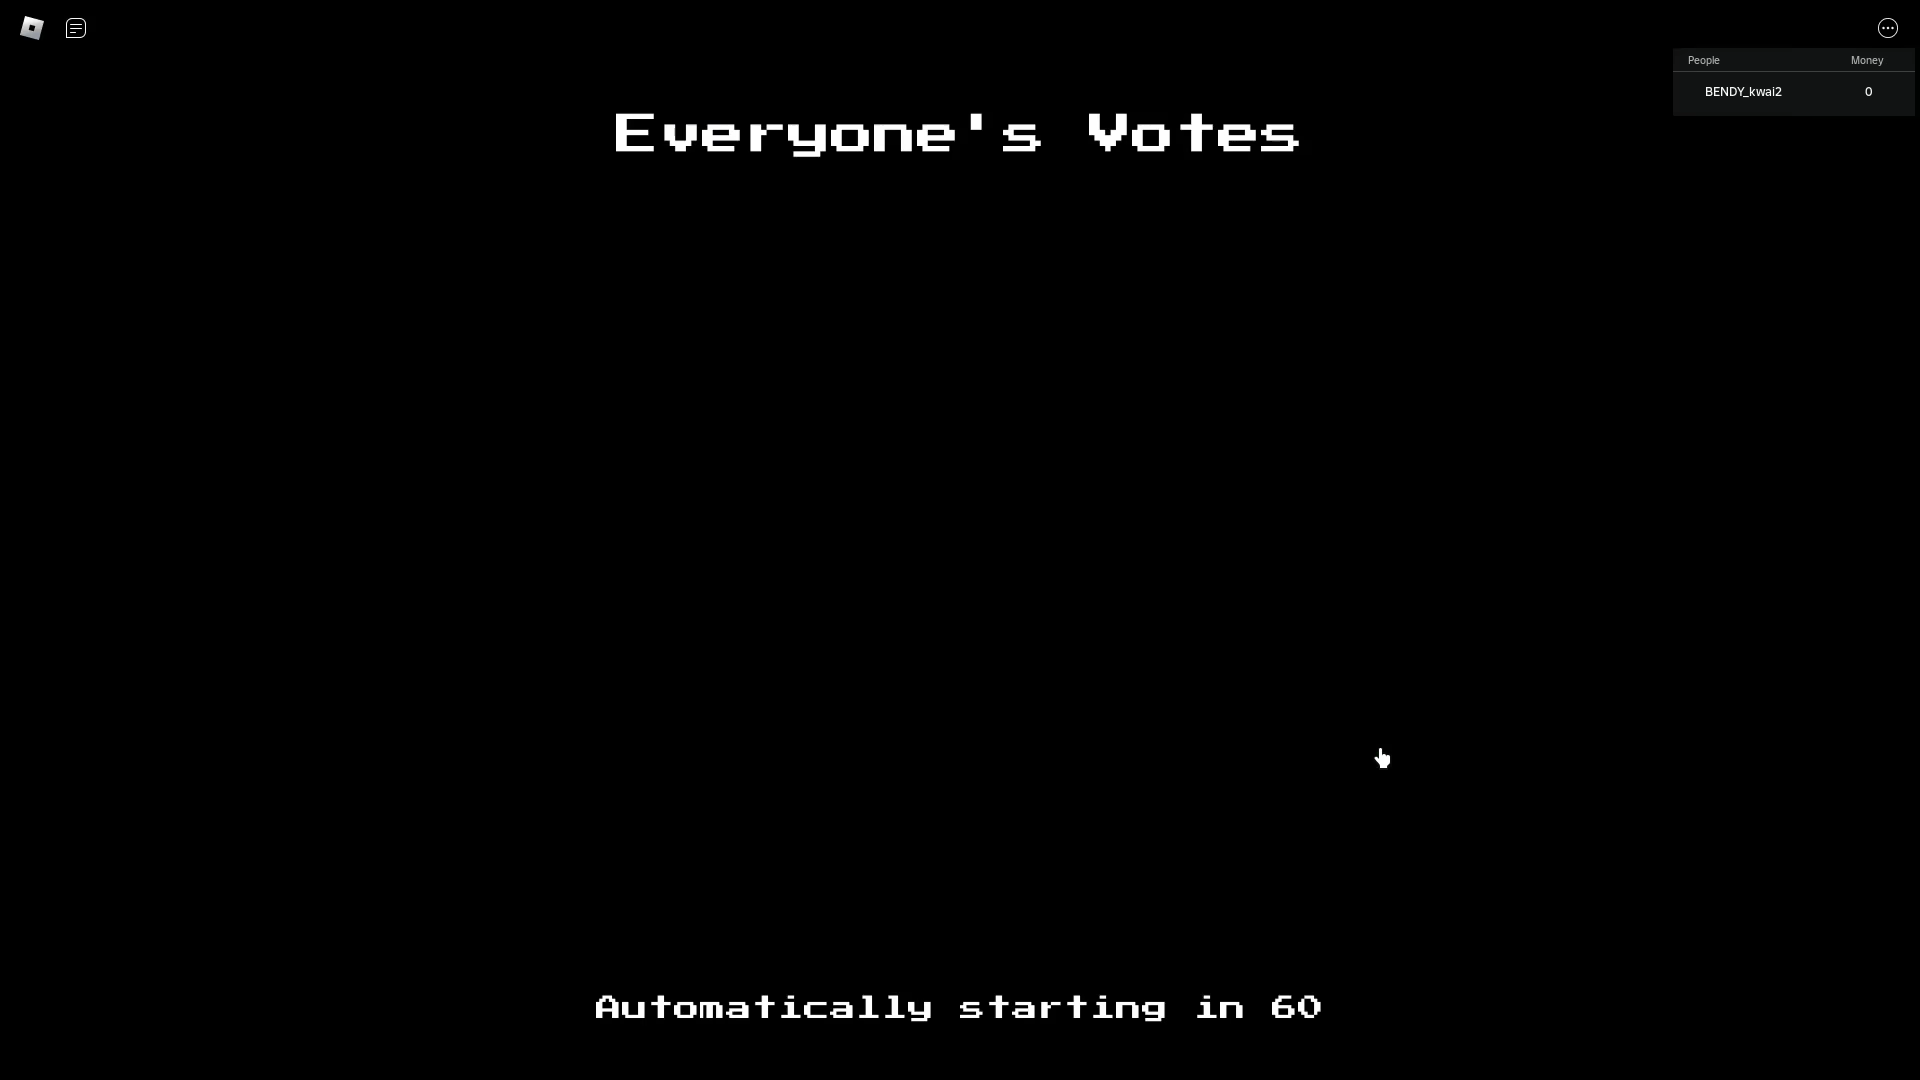 People Money
BENDY_kwai2 0
Everyone's Votes
Automatically starting in 60